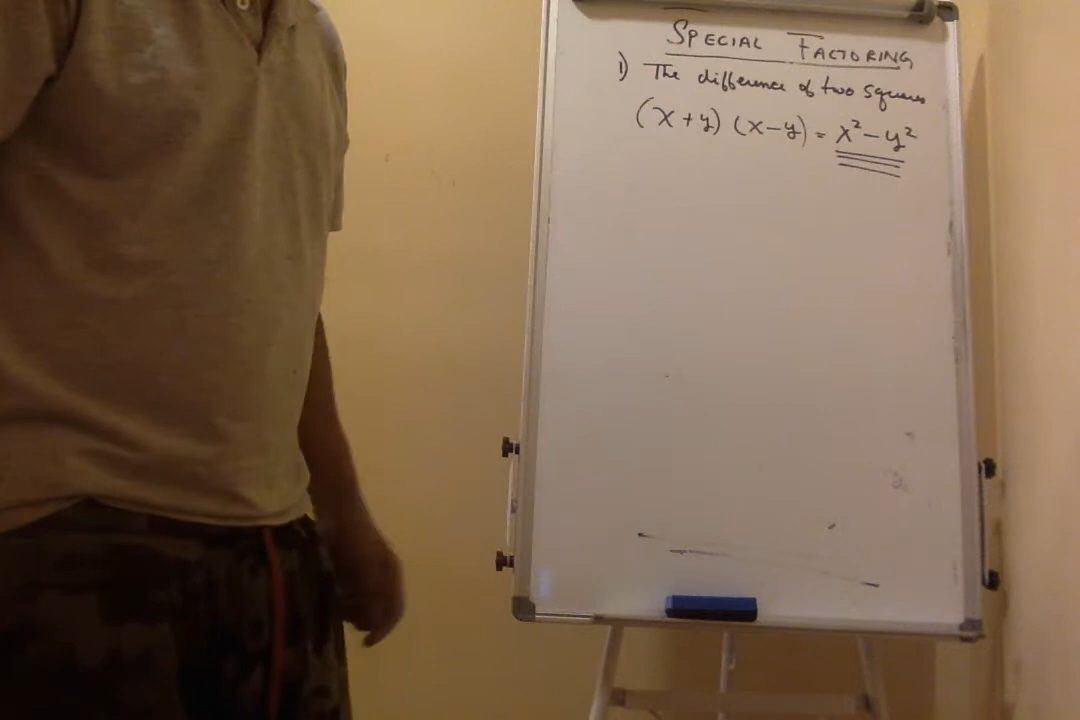 SPECIAL FACTORING
1) The difference of two squares
(x+y) (x-y) = x² - y²